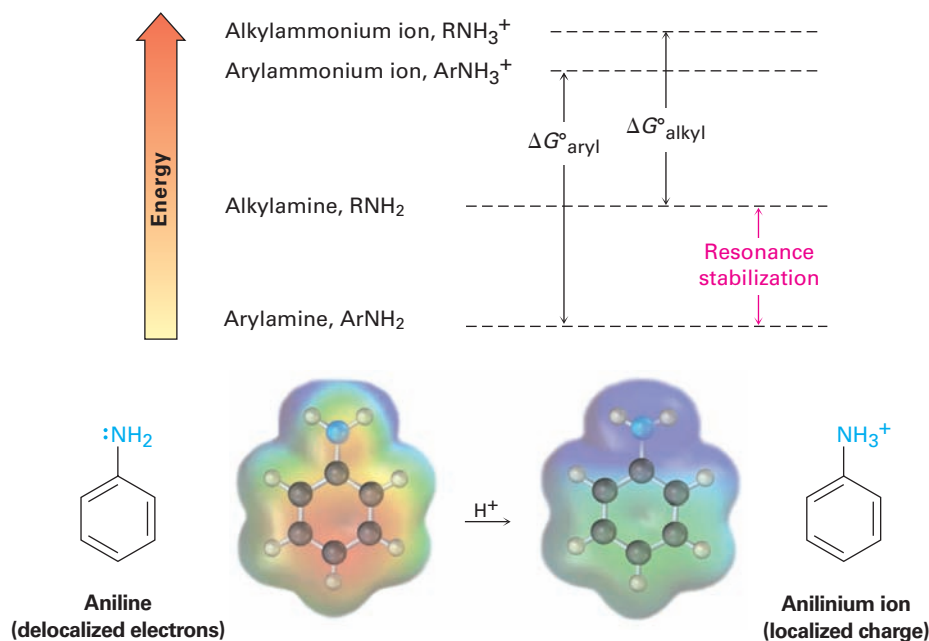 Energy
Alkylammonium ion, RNH₃⁺
Arylammonium ion, ArNH₃⁺
ΔG°aryl
ΔG°alkyl
Alkylamine, RNH₂
Resonance
stabilization
Arylamine, ArNH₂
:NH₂
H⁺
NH₃⁺
Aniline
(delocalized electrons)
Anilinium ion
(localized charge)